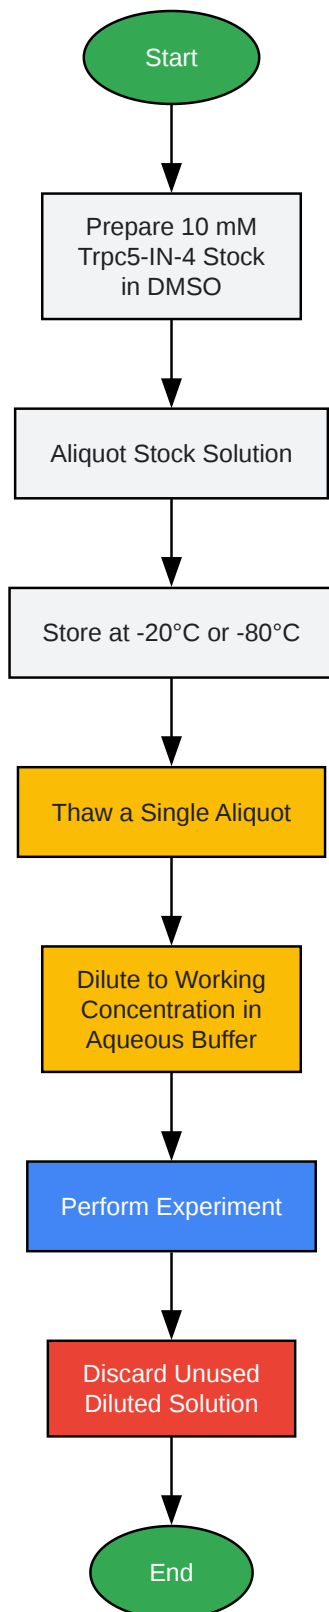 Start
Prepare 10 mM
Trpc5-IN-4 Stock
in DMSO
Aliquot Stock Solution
Store at -20°C or -80°C
Thaw a Single Aliquot
Dilute to Working
Concentration in
Aqueous Buffer
Perform Experiment
Discard Unused
Diluted Solution
End